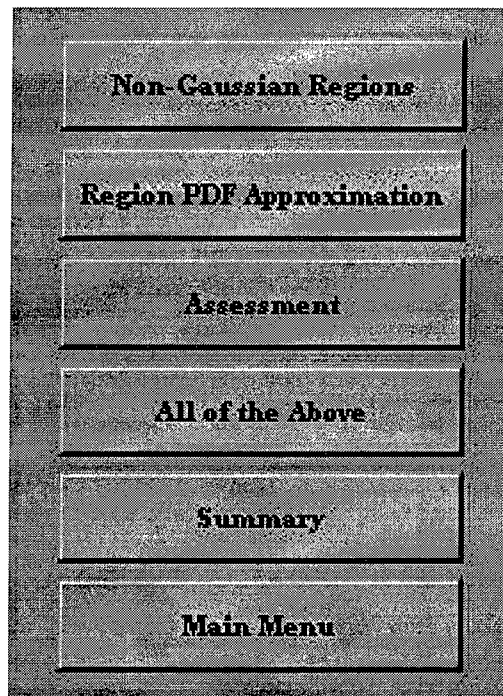 Non-Gaussian Regions
Region PDF Approximation
Assessment
All of the Above
Summary
Main Menu